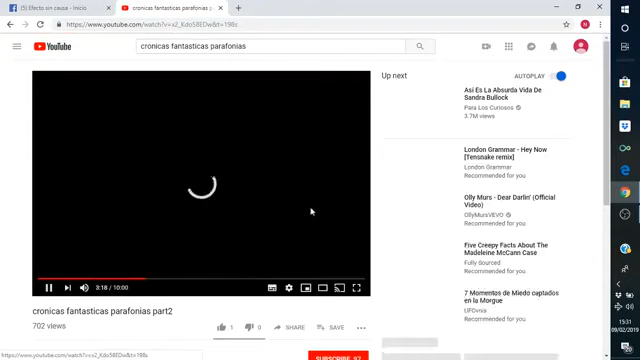 (5) Efecto sin causa - Inicio
cronicas fantasticas parafonias p
https://www.youtube.com/watch?v=x2_Kdo5BEDw&t=198s
YouTube
cronicas fantasticas parafonias
Up next
AUTOPLAY
Así Es La Absurda Vida De
Sandra Bullock
Para Los Curiosos
3.7M views
London Grammar - Hey Now
[Tensnake remix]
London Grammar
Recommended for you
Olly Murs - Dear Darlin' (Official
Video)
OllyMursVEVO
Recommended for you
Five Creepy Facts About The
Madeleine McCann Case
Fully Sourced
Recommended for you
7 Momentos de Miedo captados
en la Morgue
Recommended for you
3:18 / 10:00
cronicas fantasticas parafonias part2
702 views
1
0
SHARE
SAVE
https://www.youtube.com/watch?v=x2_Kdo5BEDw&t=198s
SUBSCRIBE 97
15:31
09/02/2019